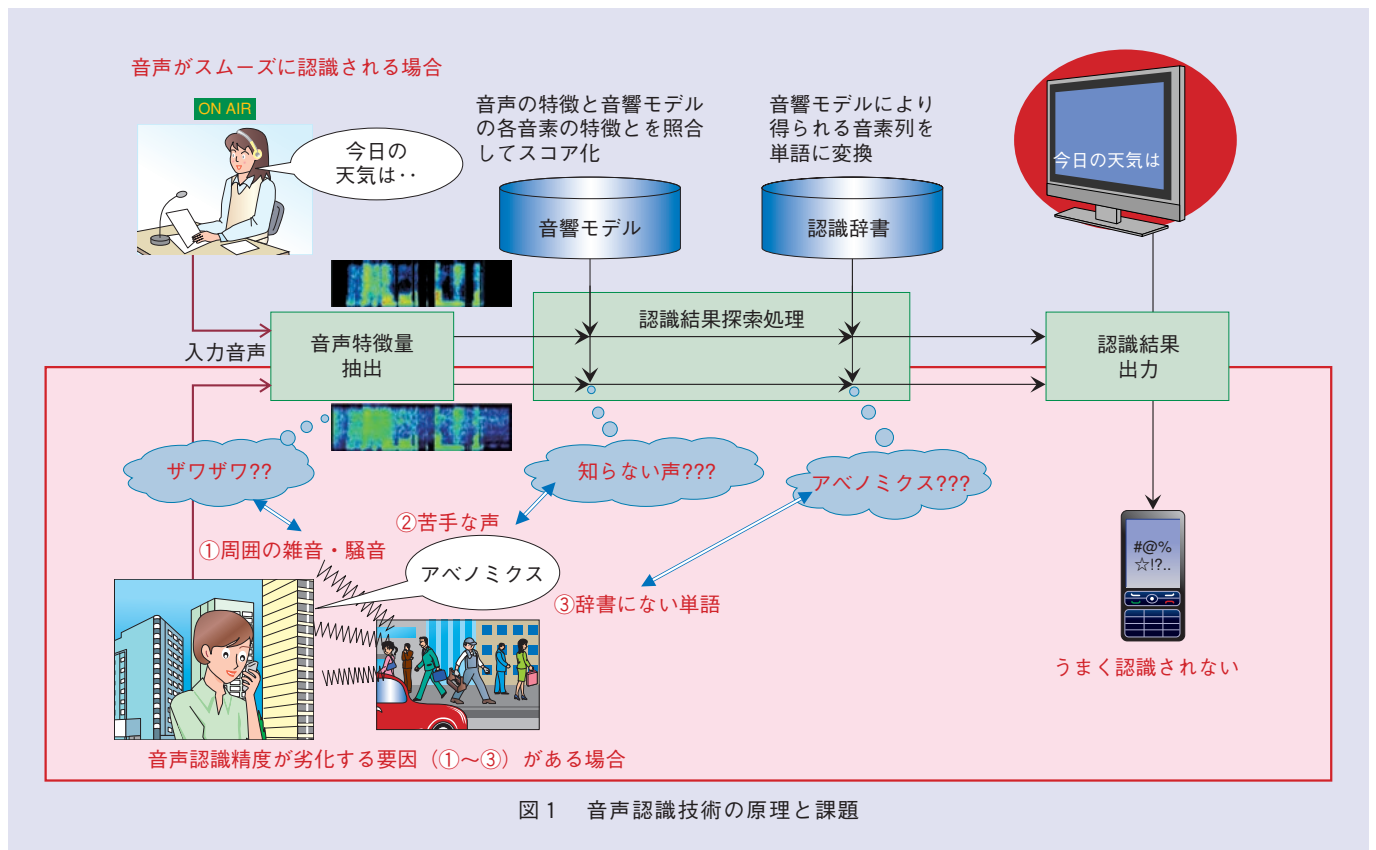 音声がスムーズに認識される場合
ON AIR
今日の
天気は‥
音声の特徴と音響モデル
の各音素の特徴とを照合
してスコア化
音響モデルにより
得られる音素列を
単語に変換
今日の天気は
音響モデル
認識辞書
入力音声
音声特徴量
抽出
認識結果探索処理
認識結果
出力
ザワザワ??
知らない声???
アベノミクス???
①周囲の雑音・騒音
②苦手な声
アベノミクス
③辞書にない単語
#@%
☆!?..
うまく認識されない
音声認識精度が劣化する要因（①～③）がある場合
図1 音声認識技術の原理と課題